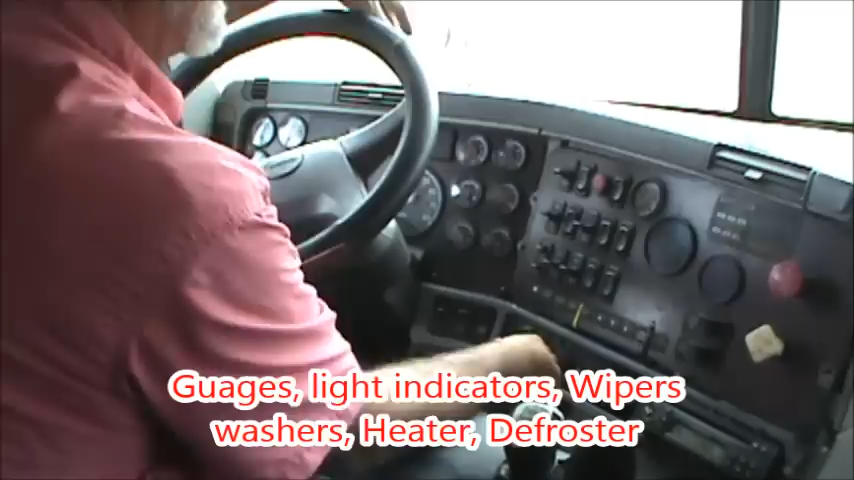 Guages, light indicators, Wipers
washers, Heater, Defroster